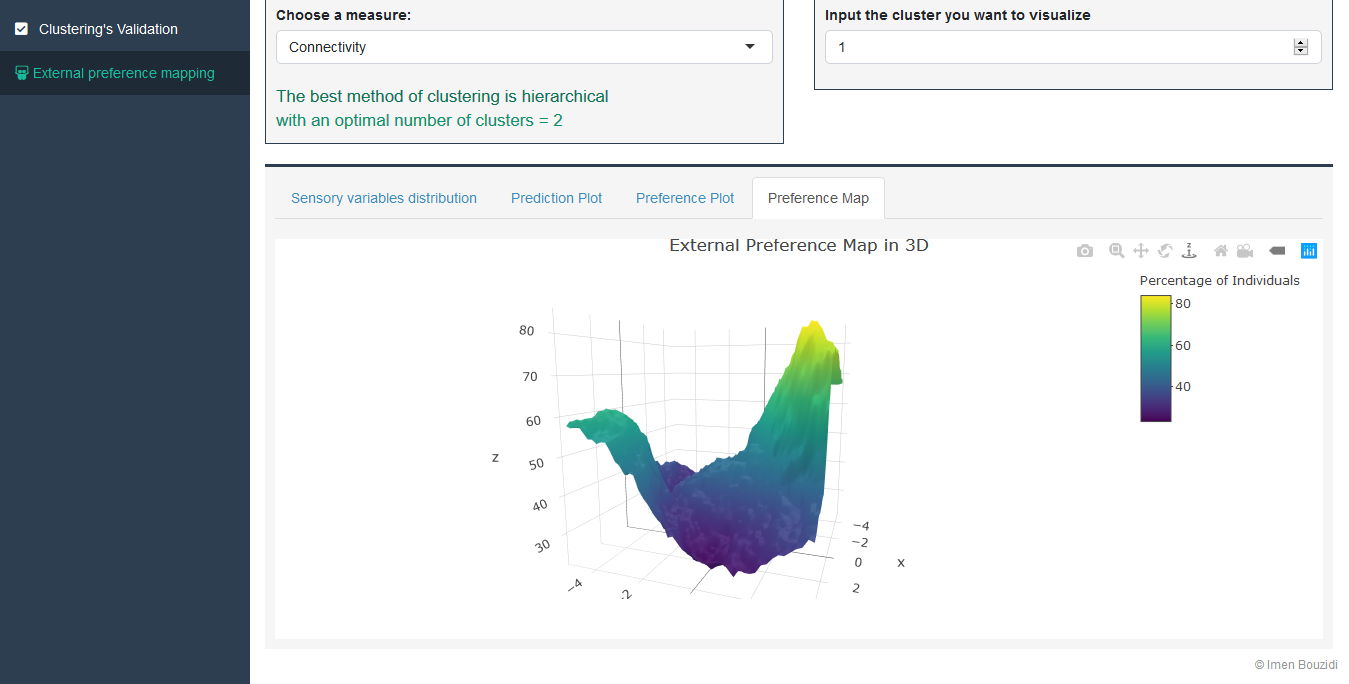 Clustering's Validation
External preference mapping
Choose a measure:
Connectivity
The best method of clustering is hierarchical
with an optimal number of clusters = 2
Input the cluster you want to visualize
1
Sensory variables distribution
Prediction Plot
Preference Plot
Preference Map
External Preference Map in 3D
z
Percentage of Individuals
80
60
40
80
70
60
50
40
30
z
−4
−2
0
2
x
−4
-2
© Imen Bouzidi